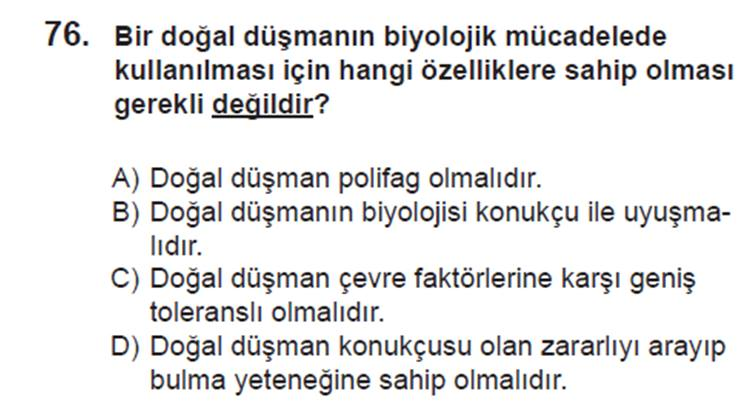 76. Bir doğal düşmanın biyolojik mücadelede
kullanılması için hangi özelliklere sahip olması
gerekli değildir?
A) Doğal düşman polifag olmalıdır.
B) Doğal düşmanın biyolojisi konukçu ile uyuşma-
lıdır.
C) Doğal düşman çevre faktörlerine karşı geniş
toleranslı olmalıdır.
D) Doğal düşman konukçusu olan zararlıyı arayıp
bulma yeteneğine sahip olmalıdır.